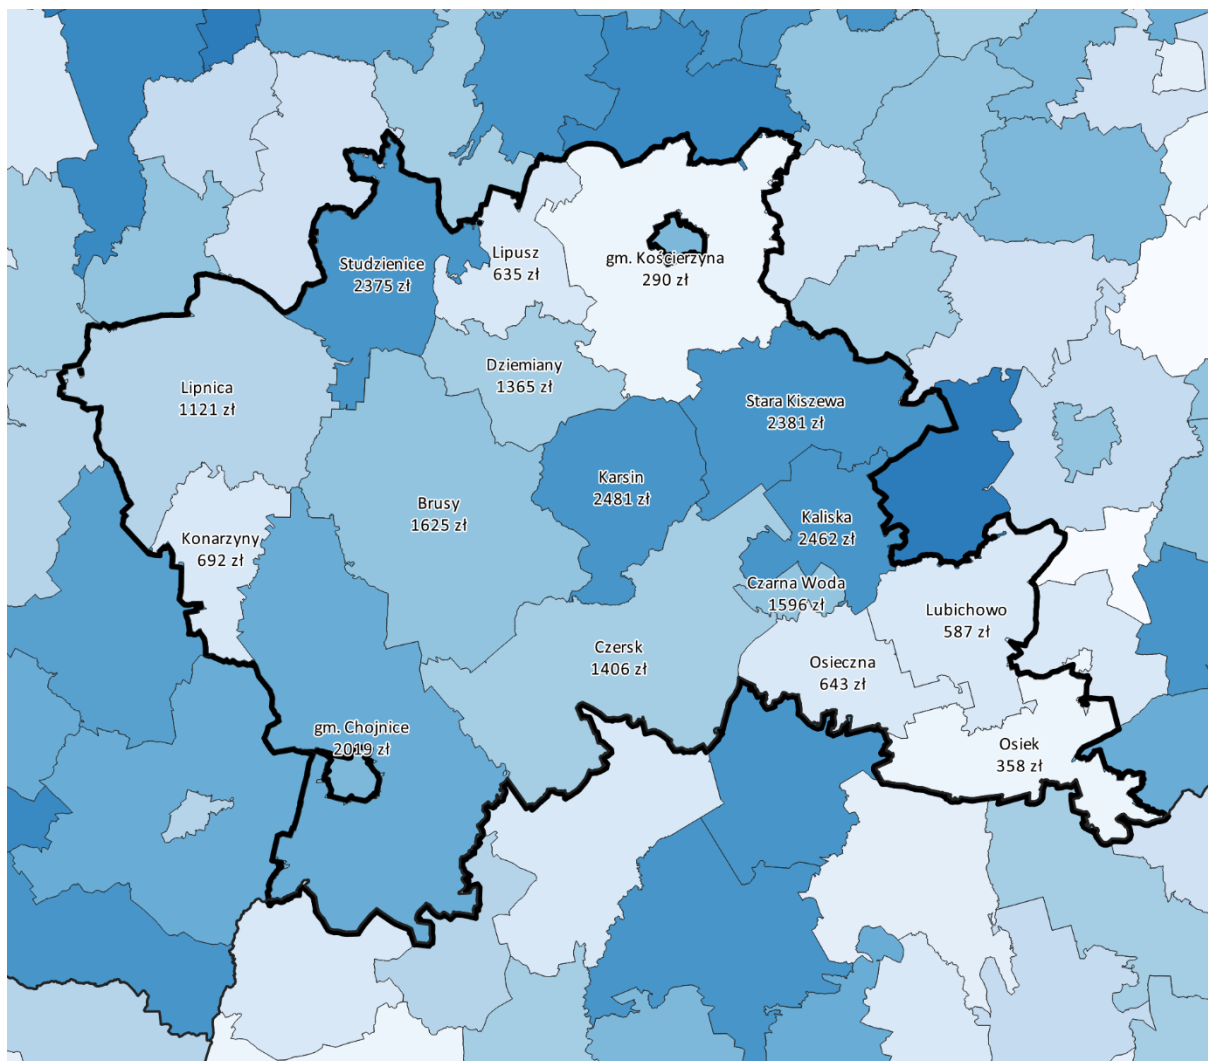 Studzienice
2375 zł
Lipusz
635 zł
gm. Kościerzyna
290 zł
Lipnica
1121 zł
Dziemiany
1365 zł
Stara Kiszewa
2381 zł
Karsin
2481 zł
Brusy
1625 zł
Kaliska
2462 zł
Konarzyny
692 zł
Czarna Woda
1596 zł
Lubichowo
587 zł
Czersk
1406 zł
Osieczna
643 zł
gm. Chojnice
2019 zł
Osiek
358 zł